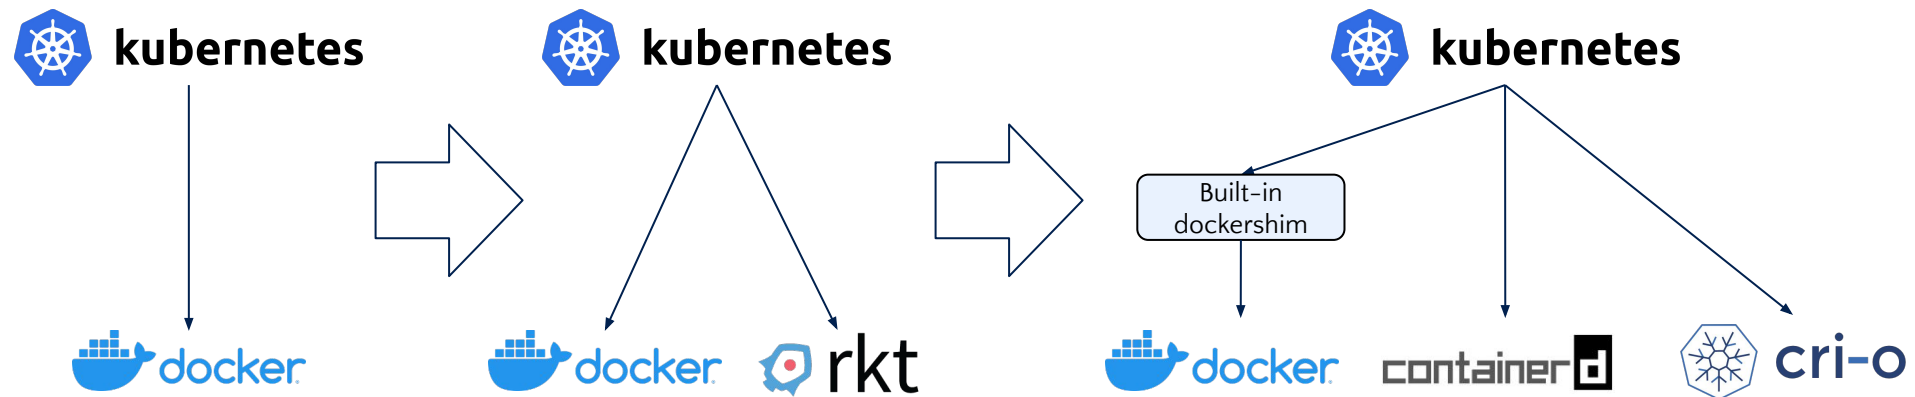 kubernetes
docker
kubernetes
docker
rkt
kubernetes
Built-in
dockershim
docker
containerd
cri-o